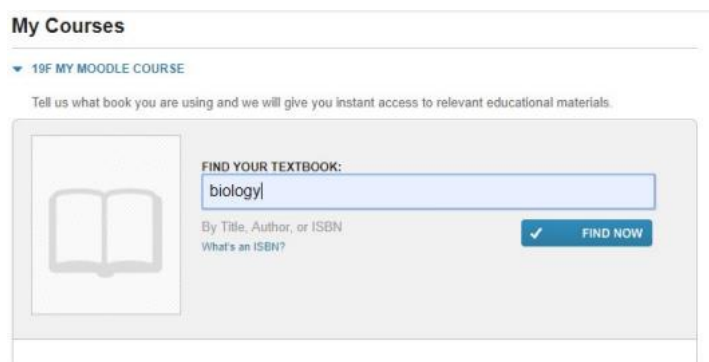 My Courses
19F MY MOODLE COURSE
Tell us what book you are using and we will give you instant access to relevant educational materials.
FIND YOUR TEXTBOOK:
biology
By Title, Author, or ISBN
What's an ISBN?
FIND NOW